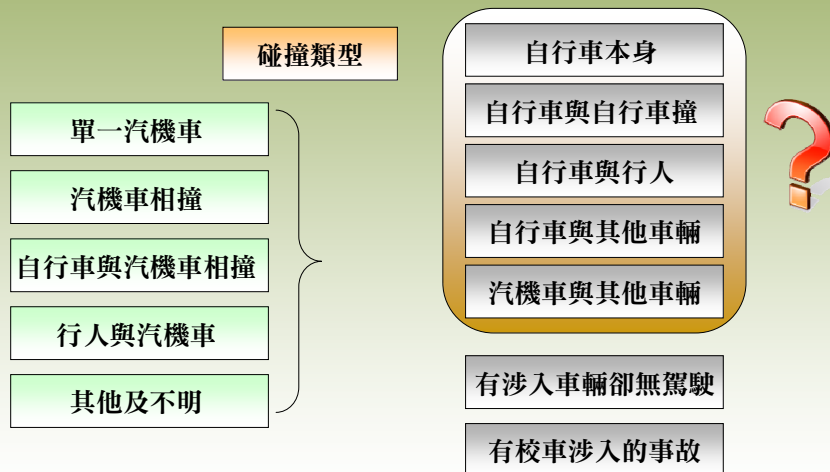 碰撞類型
單一汽機車
汽機車相撞
自行車與汽機車相撞
行人與汽機車
其他及不明
自行車本身
自行車與自行車撞
自行車與行人
自行車與其他車輛
汽機車與其他車輛
有涉入車輛卻無駕駛
有校車涉入的事故